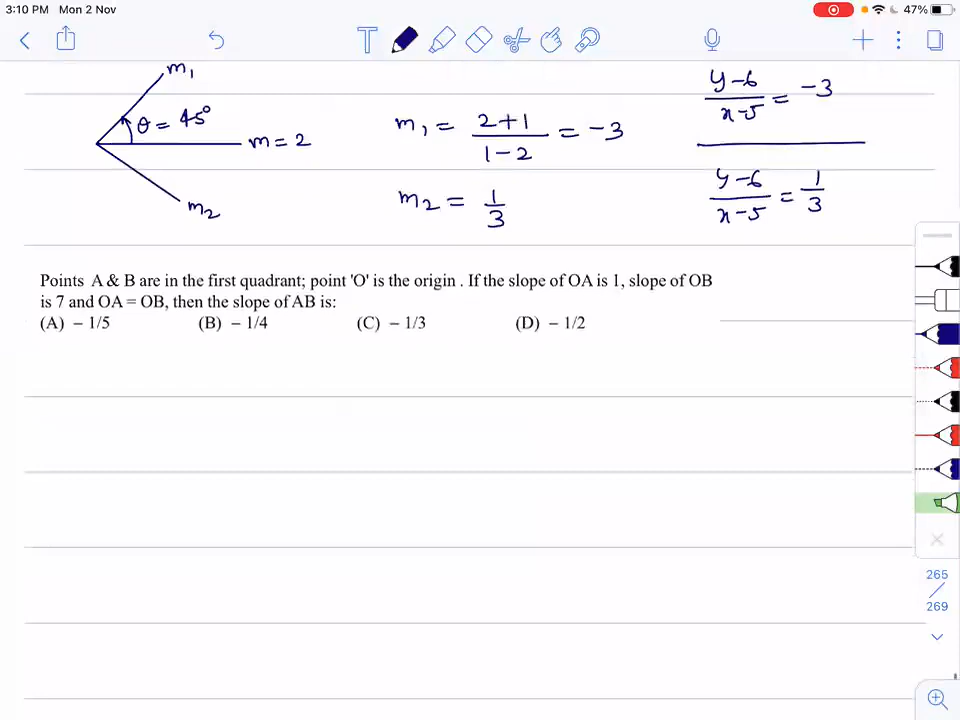 3:10 PM Mon 2 Nov 47%
T
m₁
θ = 45°
m = 2
m₂
m₁ = 2+1 / 1-2 = -3
m₂ = 1/3
y-6 / x-5 = -3
y-6 / x-5 = 1/3
Points A & B are in the first quadrant; point 'O' is the origin . If the slope of OA is 1, slope of OB
is 7 and OA = OB, then the slope of AB is:
(A) – 1/5 (B) – 1/4 (C) – 1/3 (D) – 1/2
265
/
269